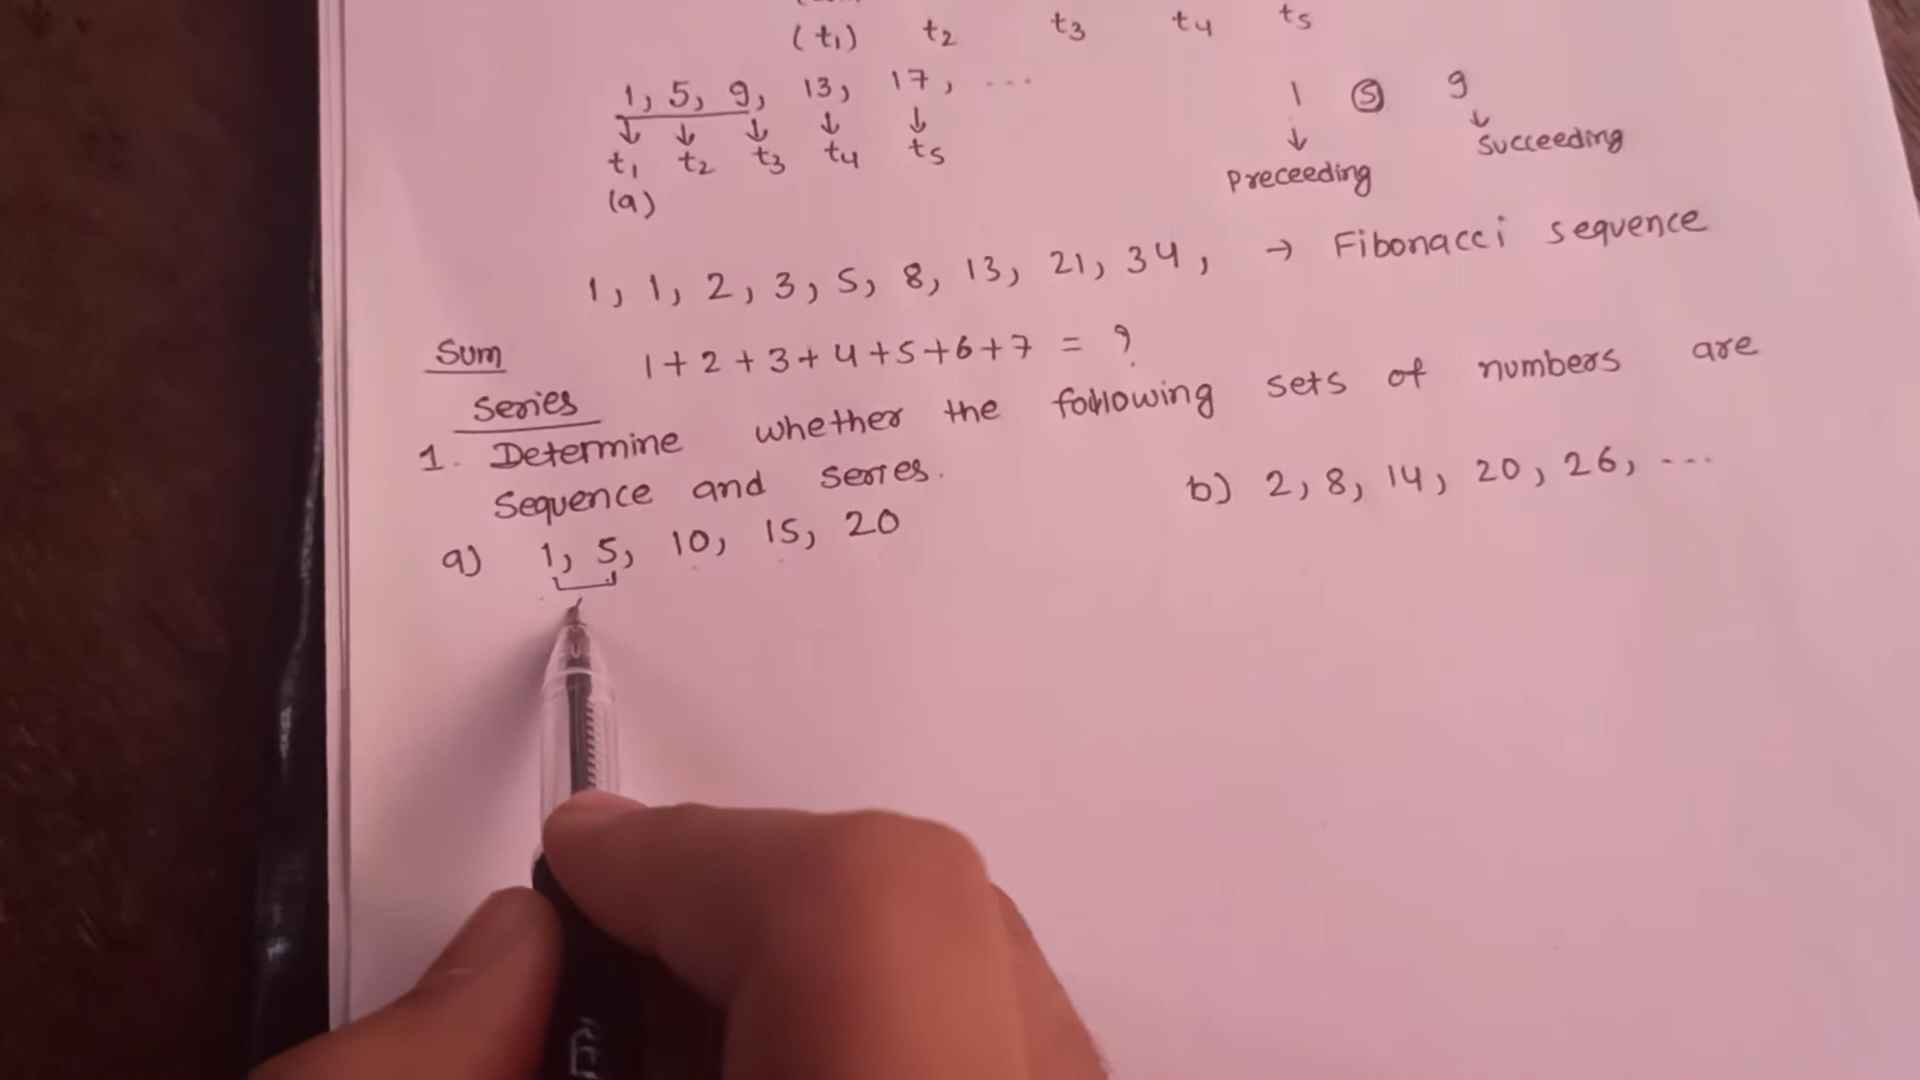 (t1) t2 t3 t4 t5
1, 5, 9, 13, 17, ...
↓ ↓ ↓ ↓ ↓
t1 t2 t3 t4 t5
(a)
1 5 9
↓ ↓
Preceeding Succeeding
1, 1, 2, 3, 5, 8, 13, 21, 34, → Fibonacci sequence
Sum 1+2+3+4+5+6+7 = ?
Series
1. Determine whether the following sets of numbers are
Sequence and series.
a) 1, 5, 10, 15, 20
b) 2, 8, 14, 20, 26, ...